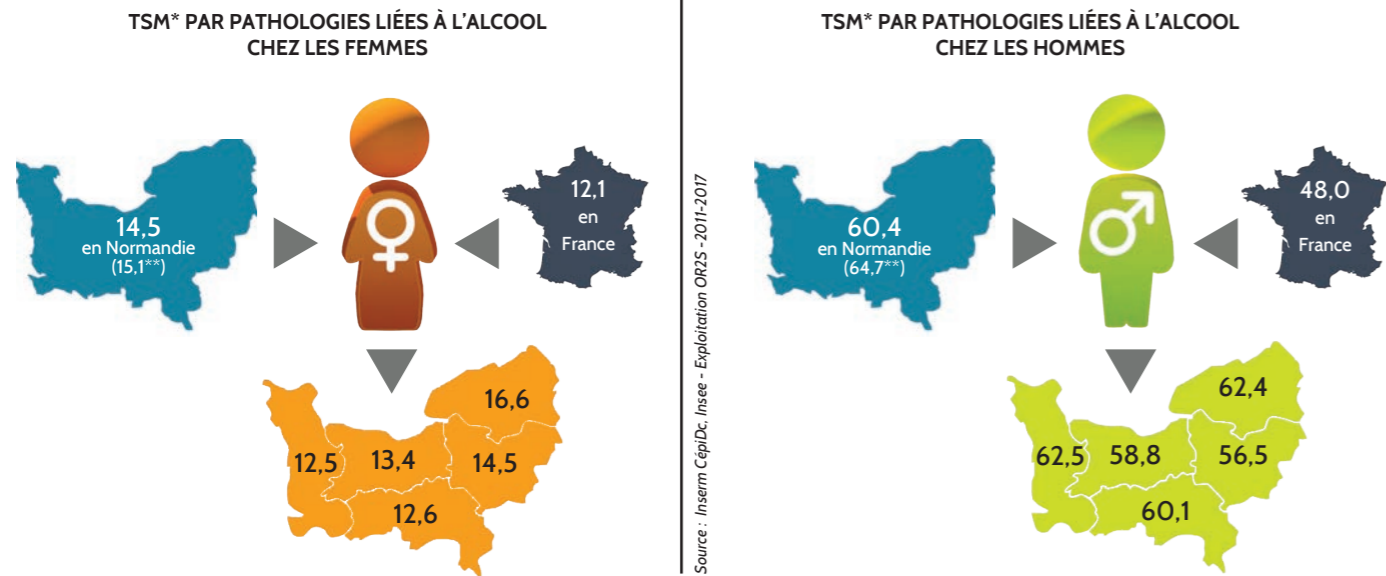 TSM* PAR PATHOLOGIES LIÉES À L'ALCOOL
CHEZ LES FEMMES
14,5
en Normandie
(15,1**)
12,1
en
France
16,6
12,5
13,4
14,5
12,6
Source : Inserm CépiDc, Insee - Exploitation OR2S - 2011-2017
TSM* PAR PATHOLOGIES LIÉES À L'ALCOOL
CHEZ LES HOMMES
60,4
en Normandie
(64,7**)
48,0
en
France
62,4
62,5
58,8
56,5
60,1